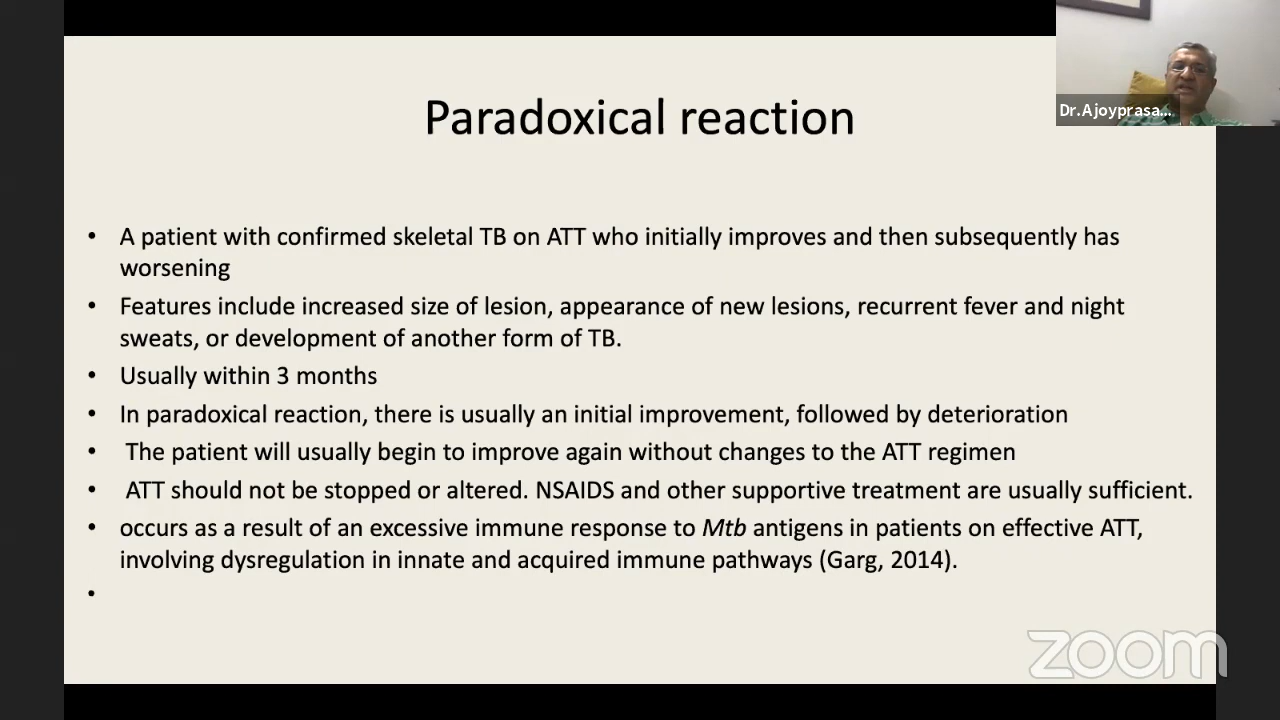 Dr.Ajoyprasa...
Paradoxical reaction
• A patient with confirmed skeletal TB on ATT who initially improves and then subsequently has
worsening
• Features include increased size of lesion, appearance of new lesions, recurrent fever and night
sweats, or development of another form of TB.
• Usually within 3 months
• In paradoxical reaction, there is usually an initial improvement, followed by deterioration
• The patient will usually begin to improve again without changes to the ATT regimen
• ATT should not be stopped or altered. NSAIDS and other supportive treatment are usually sufficient.
• occurs as a result of an excessive immune response to Mtb antigens in patients on effective ATT,
involving dysregulation in innate and acquired immune pathways (Garg, 2014).
•
zoom